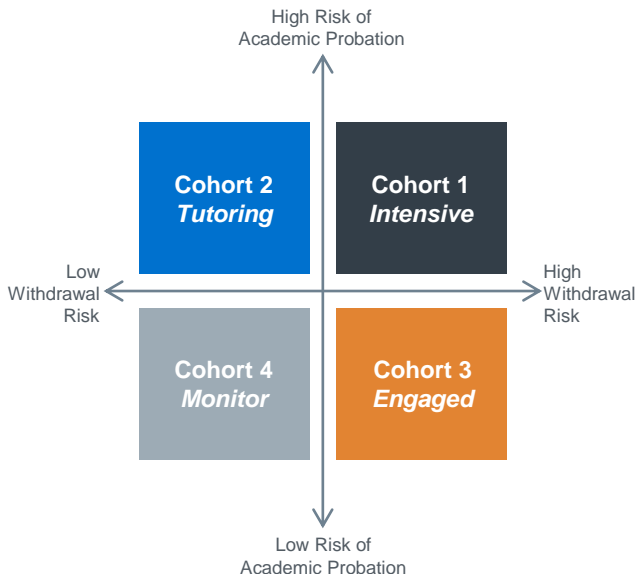 High Risk of
Academic Probation
Cohort 2
Tutoring
Cohort 1
Intensive
Low
Withdrawal
Risk
High
Withdrawal
Risk
Cohort 4
Monitor
Cohort 3
Engaged
Low Risk of
Academic Probation